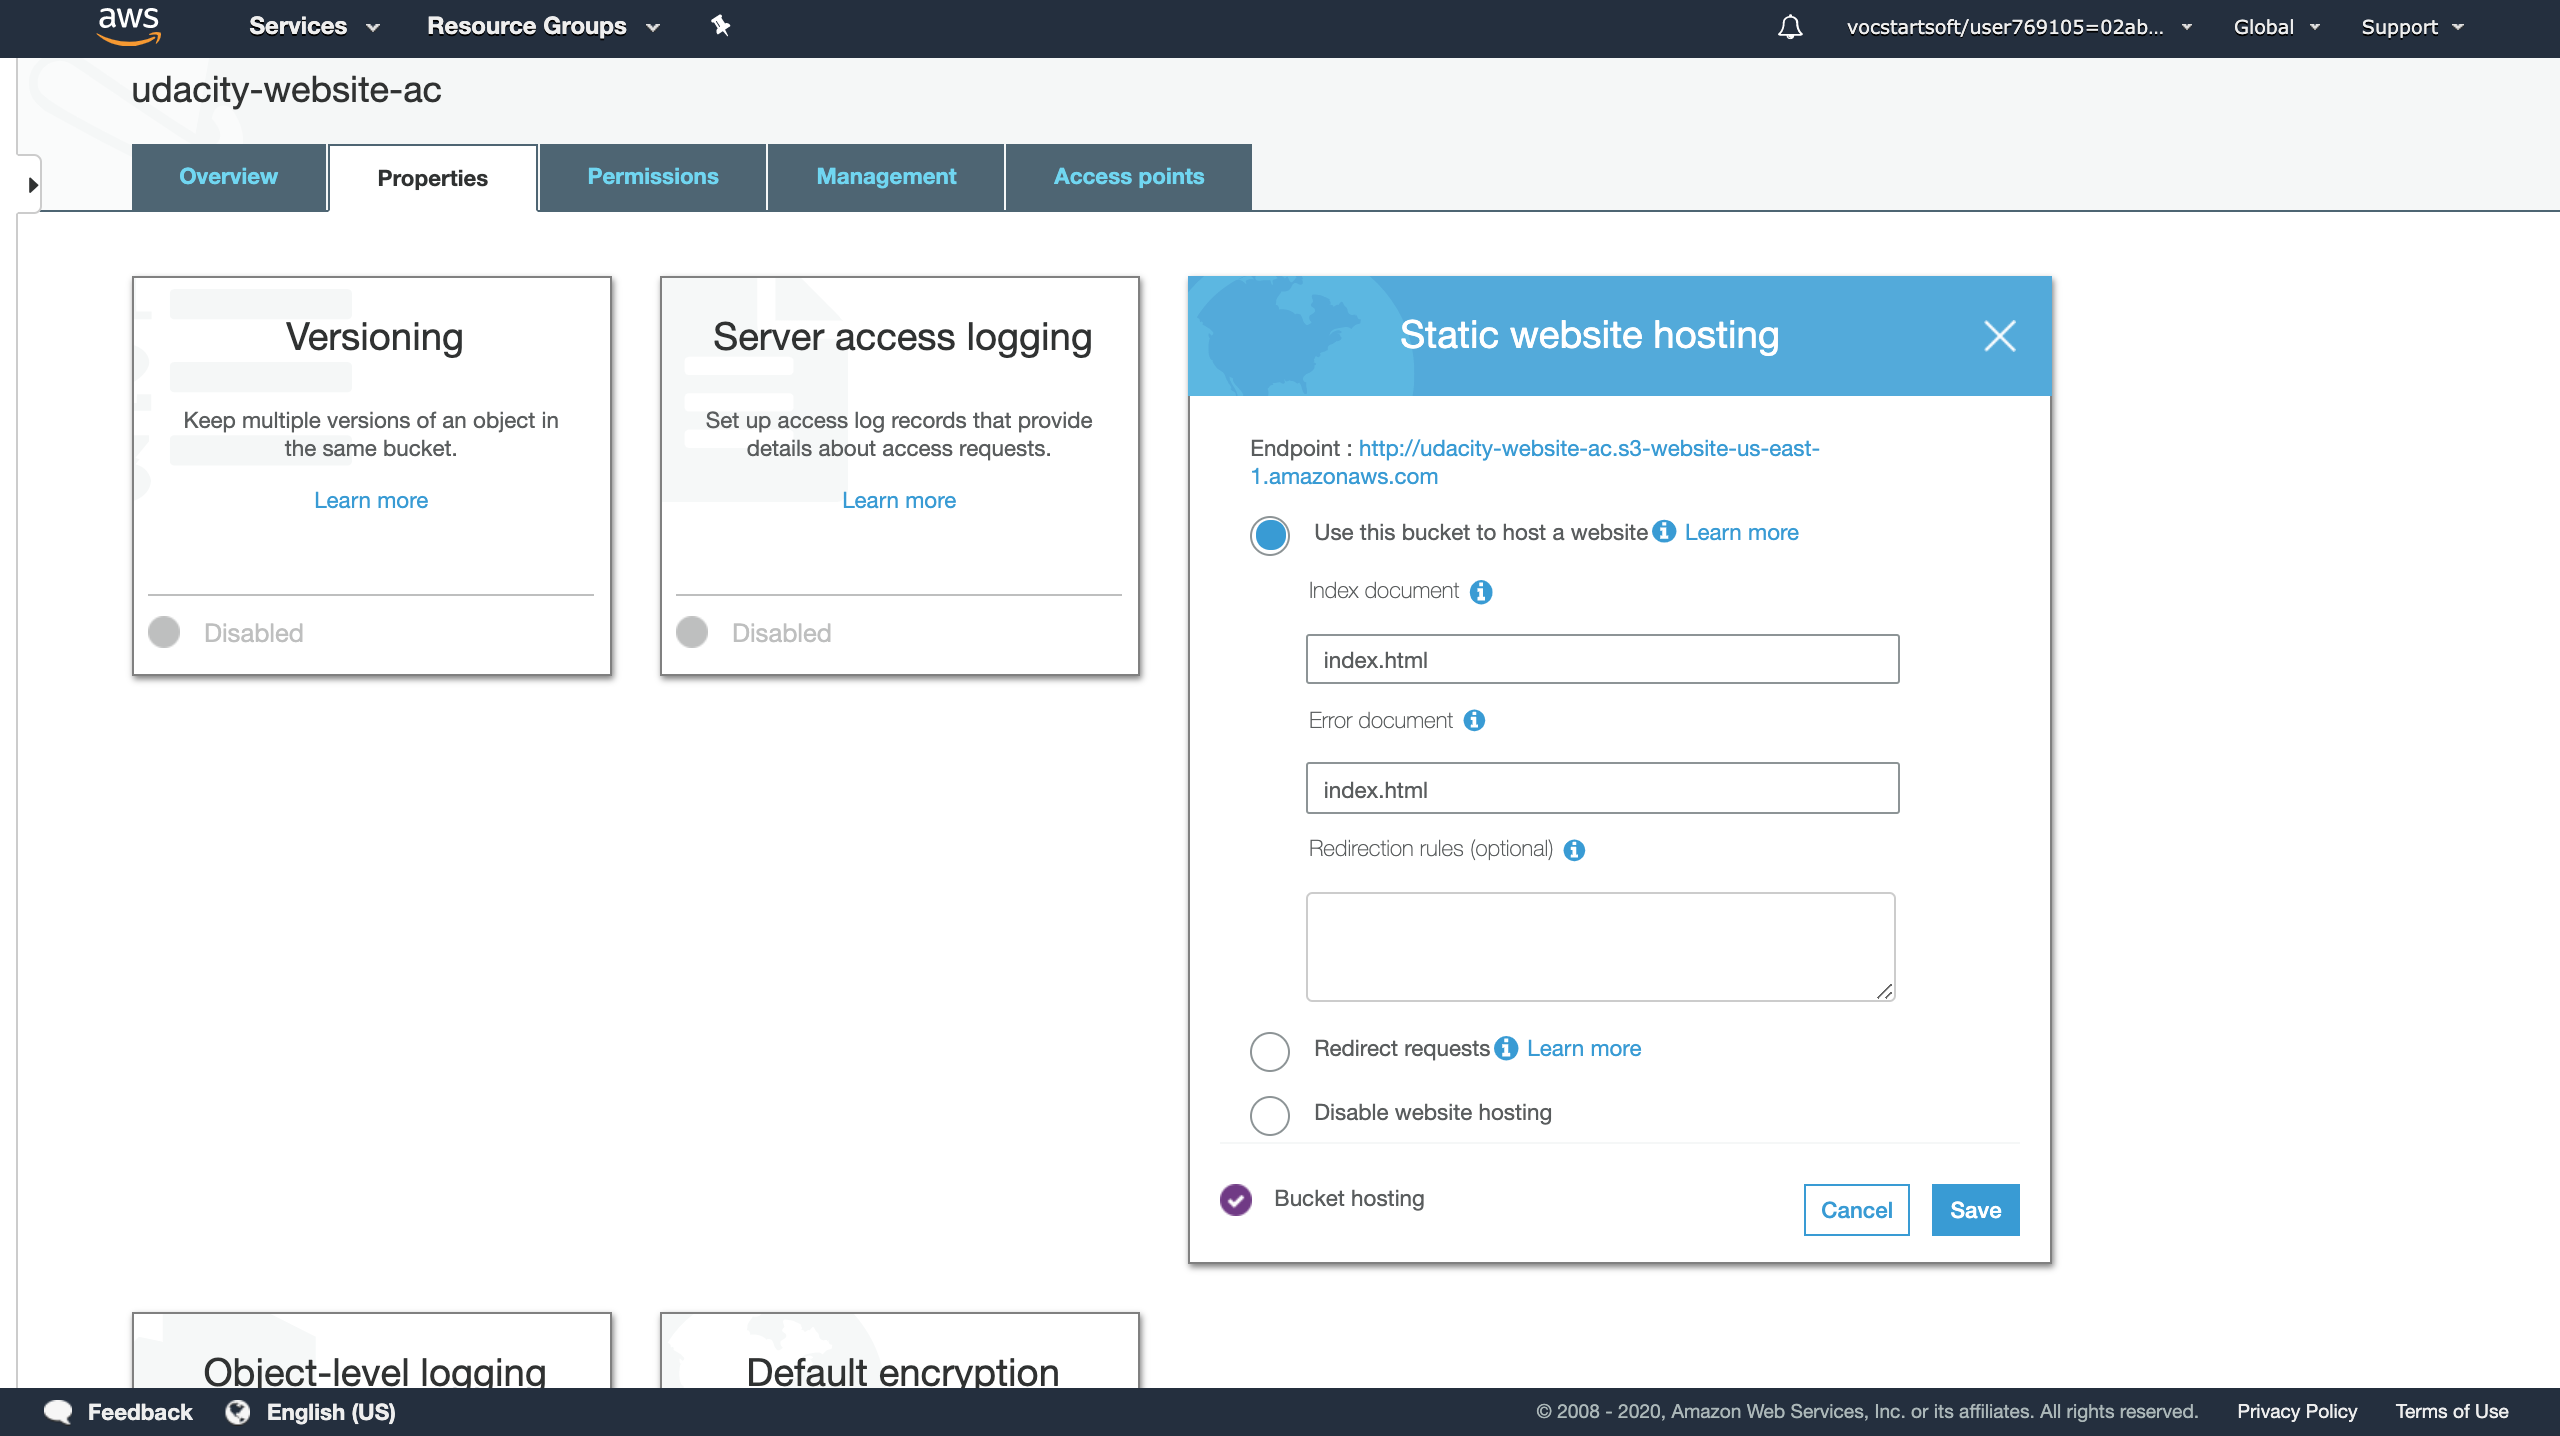 aws
Services
Resource Groups
vocstartsoft/user769105=02ab...
Global
Support
udacity-website-ac
Overview
Properties
Permissions
Management
Access points
Versioning
Keep multiple versions of an object in
the same bucket.
Learn more
Disabled
Server access logging
Set up access log records that provide
details about access requests.
Learn more
Disabled
Static website hosting
Endpoint : http://udacity-website-ac.s3-website-us-east-
1.amazonaws.com
Use this bucket to host a website Learn more
Index document
index.html
Error document
index.html
Redirection rules (optional)
Redirect requests Learn more
Disable website hosting
Bucket hosting
Cancel
Save
Object-level logging
Default encryption
Feedback
English (US)
© 2008 - 2020, Amazon Web Services, Inc. or its affiliates. All rights reserved.
Privacy Policy
Terms of Use